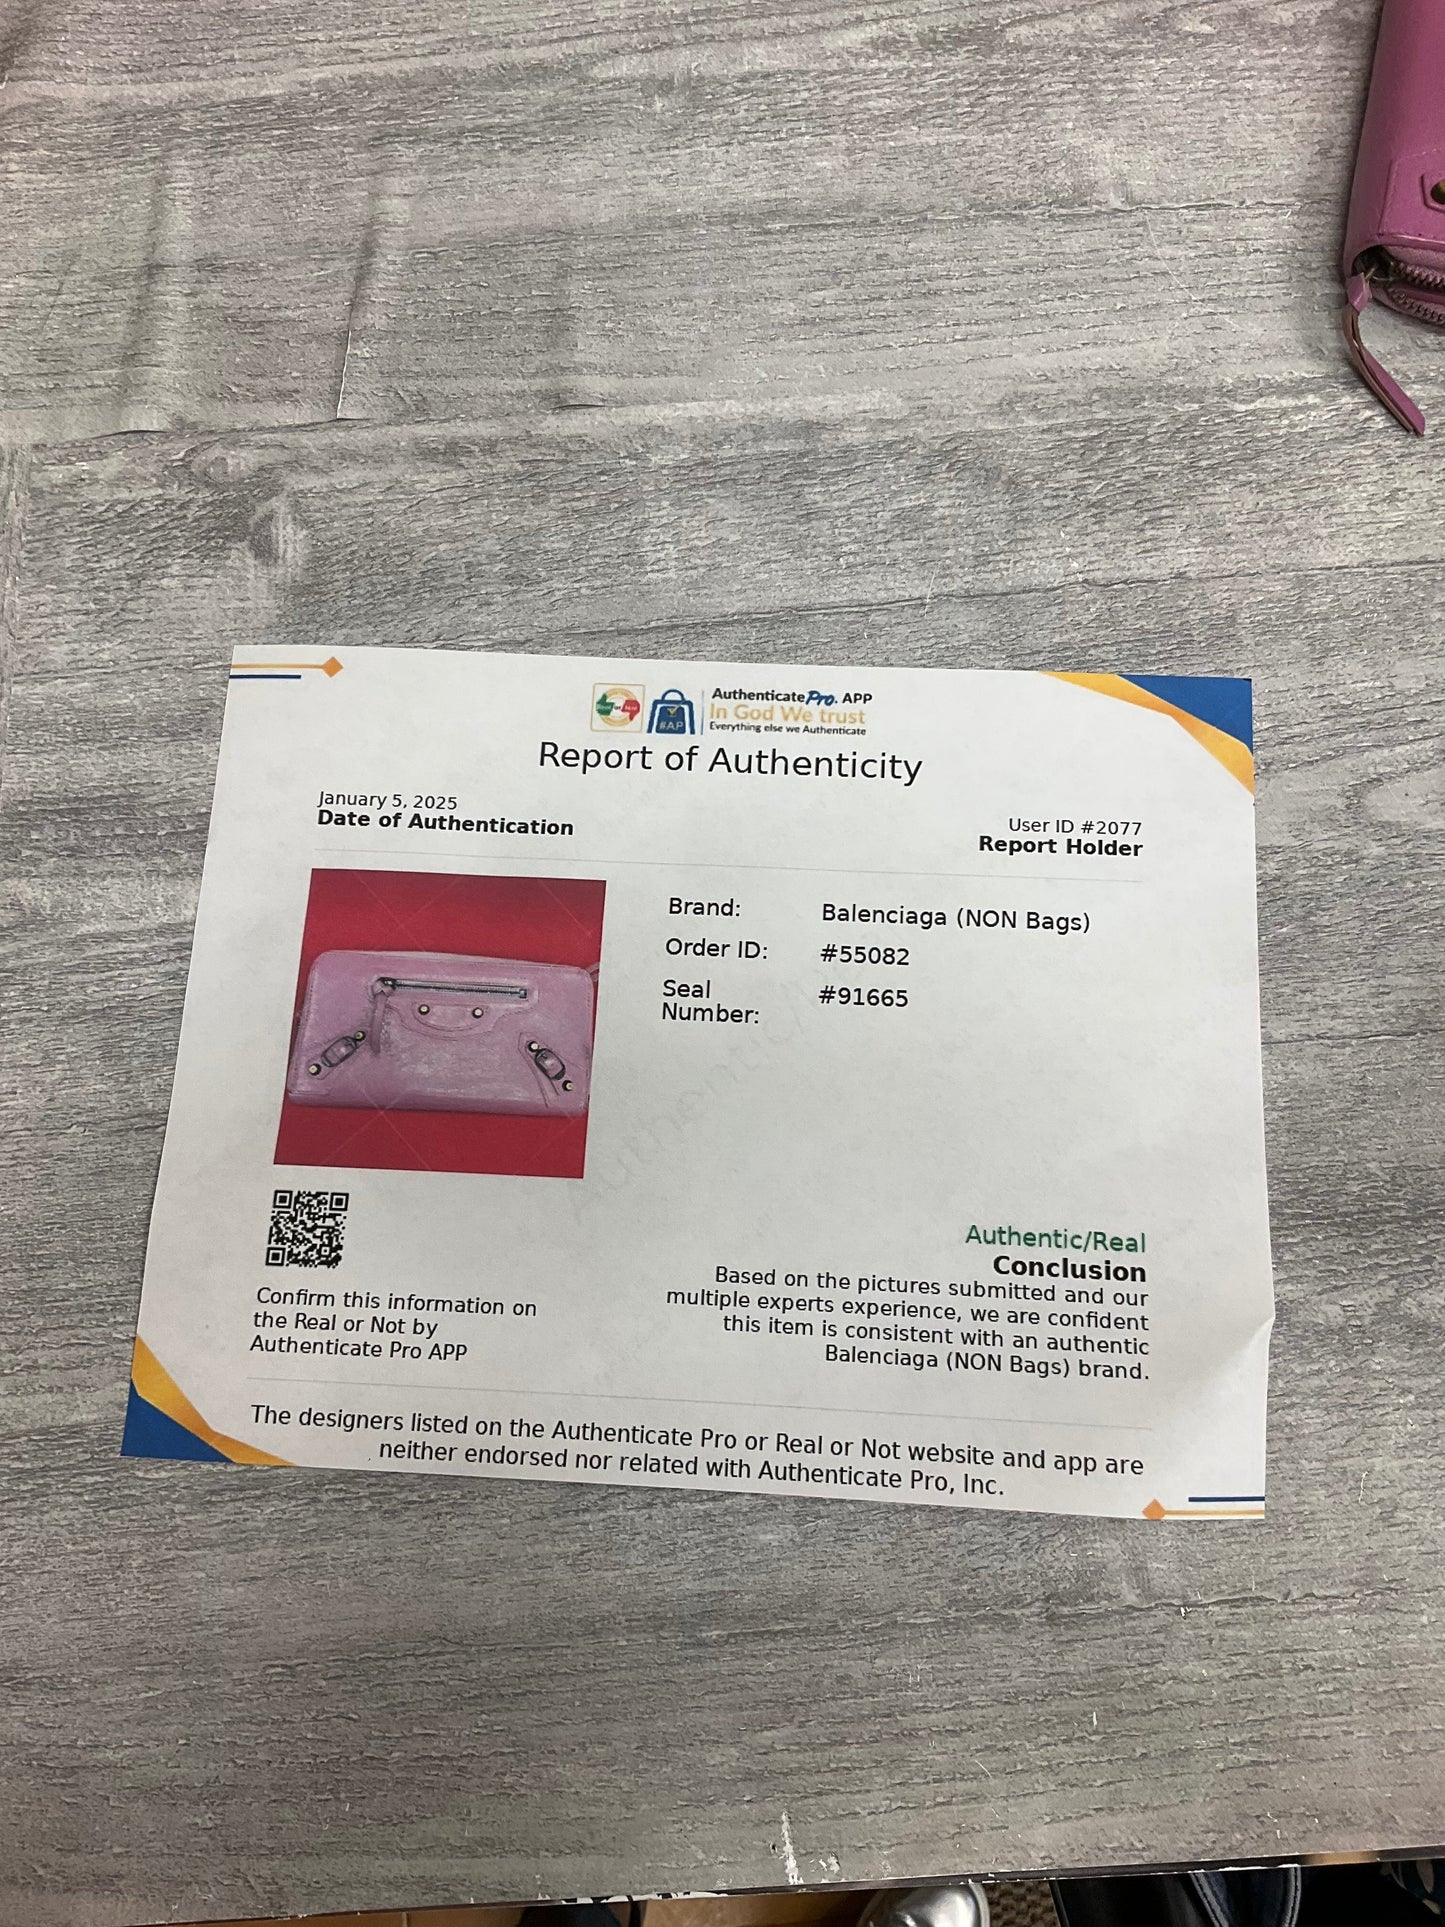 AuthenticatePro. APP
In God We trust
Everything else we Authenticate
#AP
Report of Authenticity
January 5, 2025
Date of Authentication
User ID #2077
Report Holder
Brand: Balenciaga (NON Bags)
Order ID: #55082
Seal Number: #91665
Authentic/Real
Conclusion
Based on the pictures submitted and our
multiple experts experience, we are confident
this item is consistent with an authentic
Balenciaga (NON Bags) brand.
Confirm this information on
the Real or Not by
Authenticate Pro APP
The designers listed on the Authenticate Pro or Real or Not website and app are
neither endorsed nor related with Authenticate Pro, Inc.